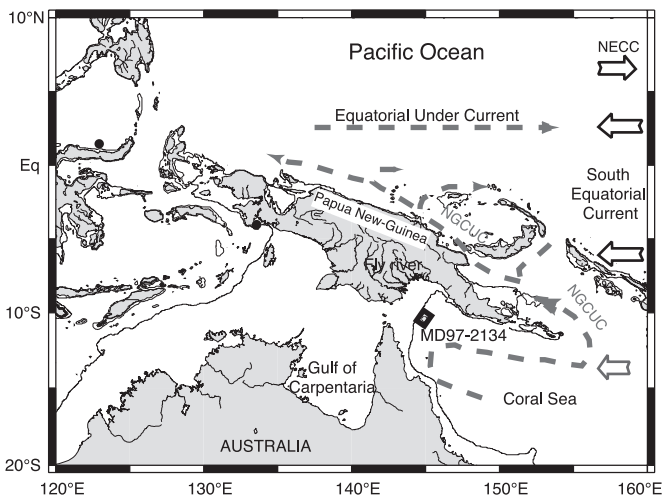 10°N
Pacific Ocean
NECC
Equatorial Under Current
Eq
South
Equatorial
Current
Papua New-Guinea
NGCUC
Fly river
NGCUC
10°S
MD97-2134
Gulf of
Carpentaria
Coral Sea
AUSTRALIA
20°S
120°E
130°E
140°E
150°E
160°E